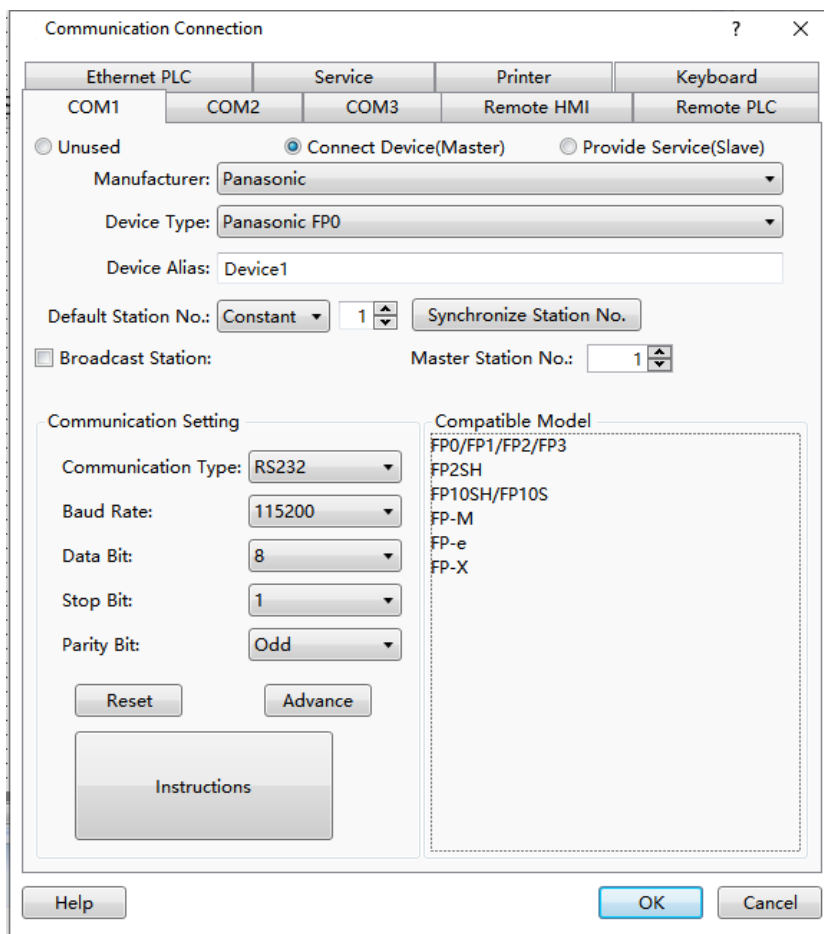 Communication Connection ?
Ethernet PLC Service Printer Keyboard
COM1 COM2 COM3 Remote HMI Remote PLC
Unused Connect Device(Master) Provide Service(Slave)
Manufacturer: Panasonic
Device Type: Panasonic FP0
Device Alias: Device1
Default Station No.: Constant 1 Synchronize Station No.
Broadcast Station: Master Station No.: 1
Communication Setting
Communication Type: RS232
Baud Rate: 115200
Data Bit: 8
Stop Bit: 1
Parity Bit: Odd
Reset Advance
Instructions
Compatible Model
FP0/FP1/FP2/FP3
FP2SH
FP10SH/FP10S
FP-M
FP-e
FP-X
Help OK Cancel